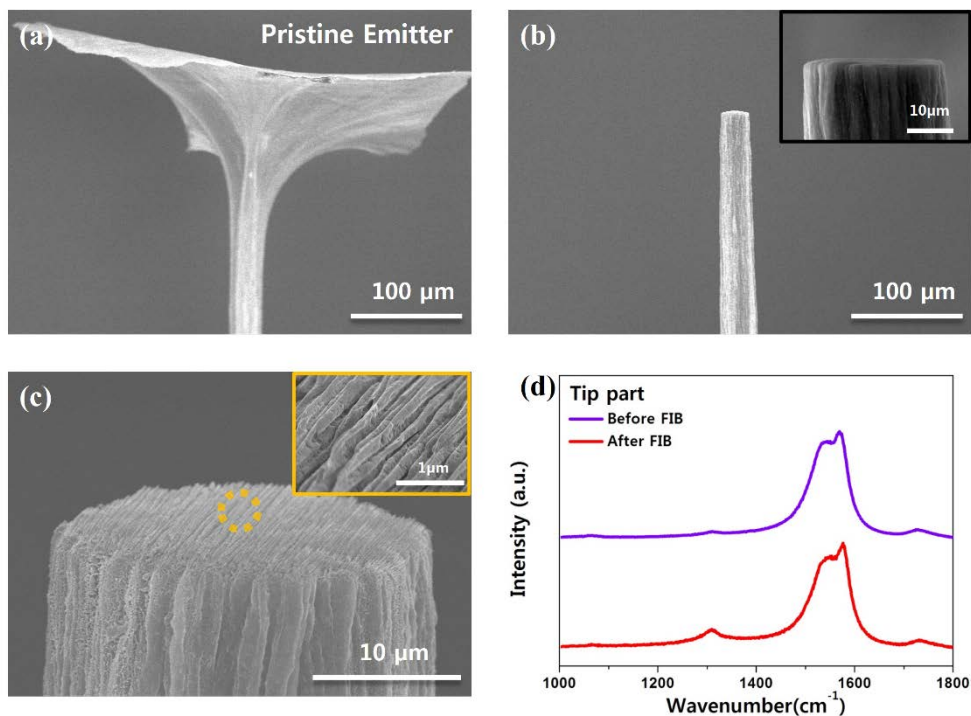 (a)
Pristine Emitter
100 μm
(b)
10μm
100 μm
(c)
1μm
10 μm
(d)
Tip part
Before FIB
After FIB
Intensity (a.u.)
1000 1200 1400 1600 1800
Wavenumber(cm⁻¹)